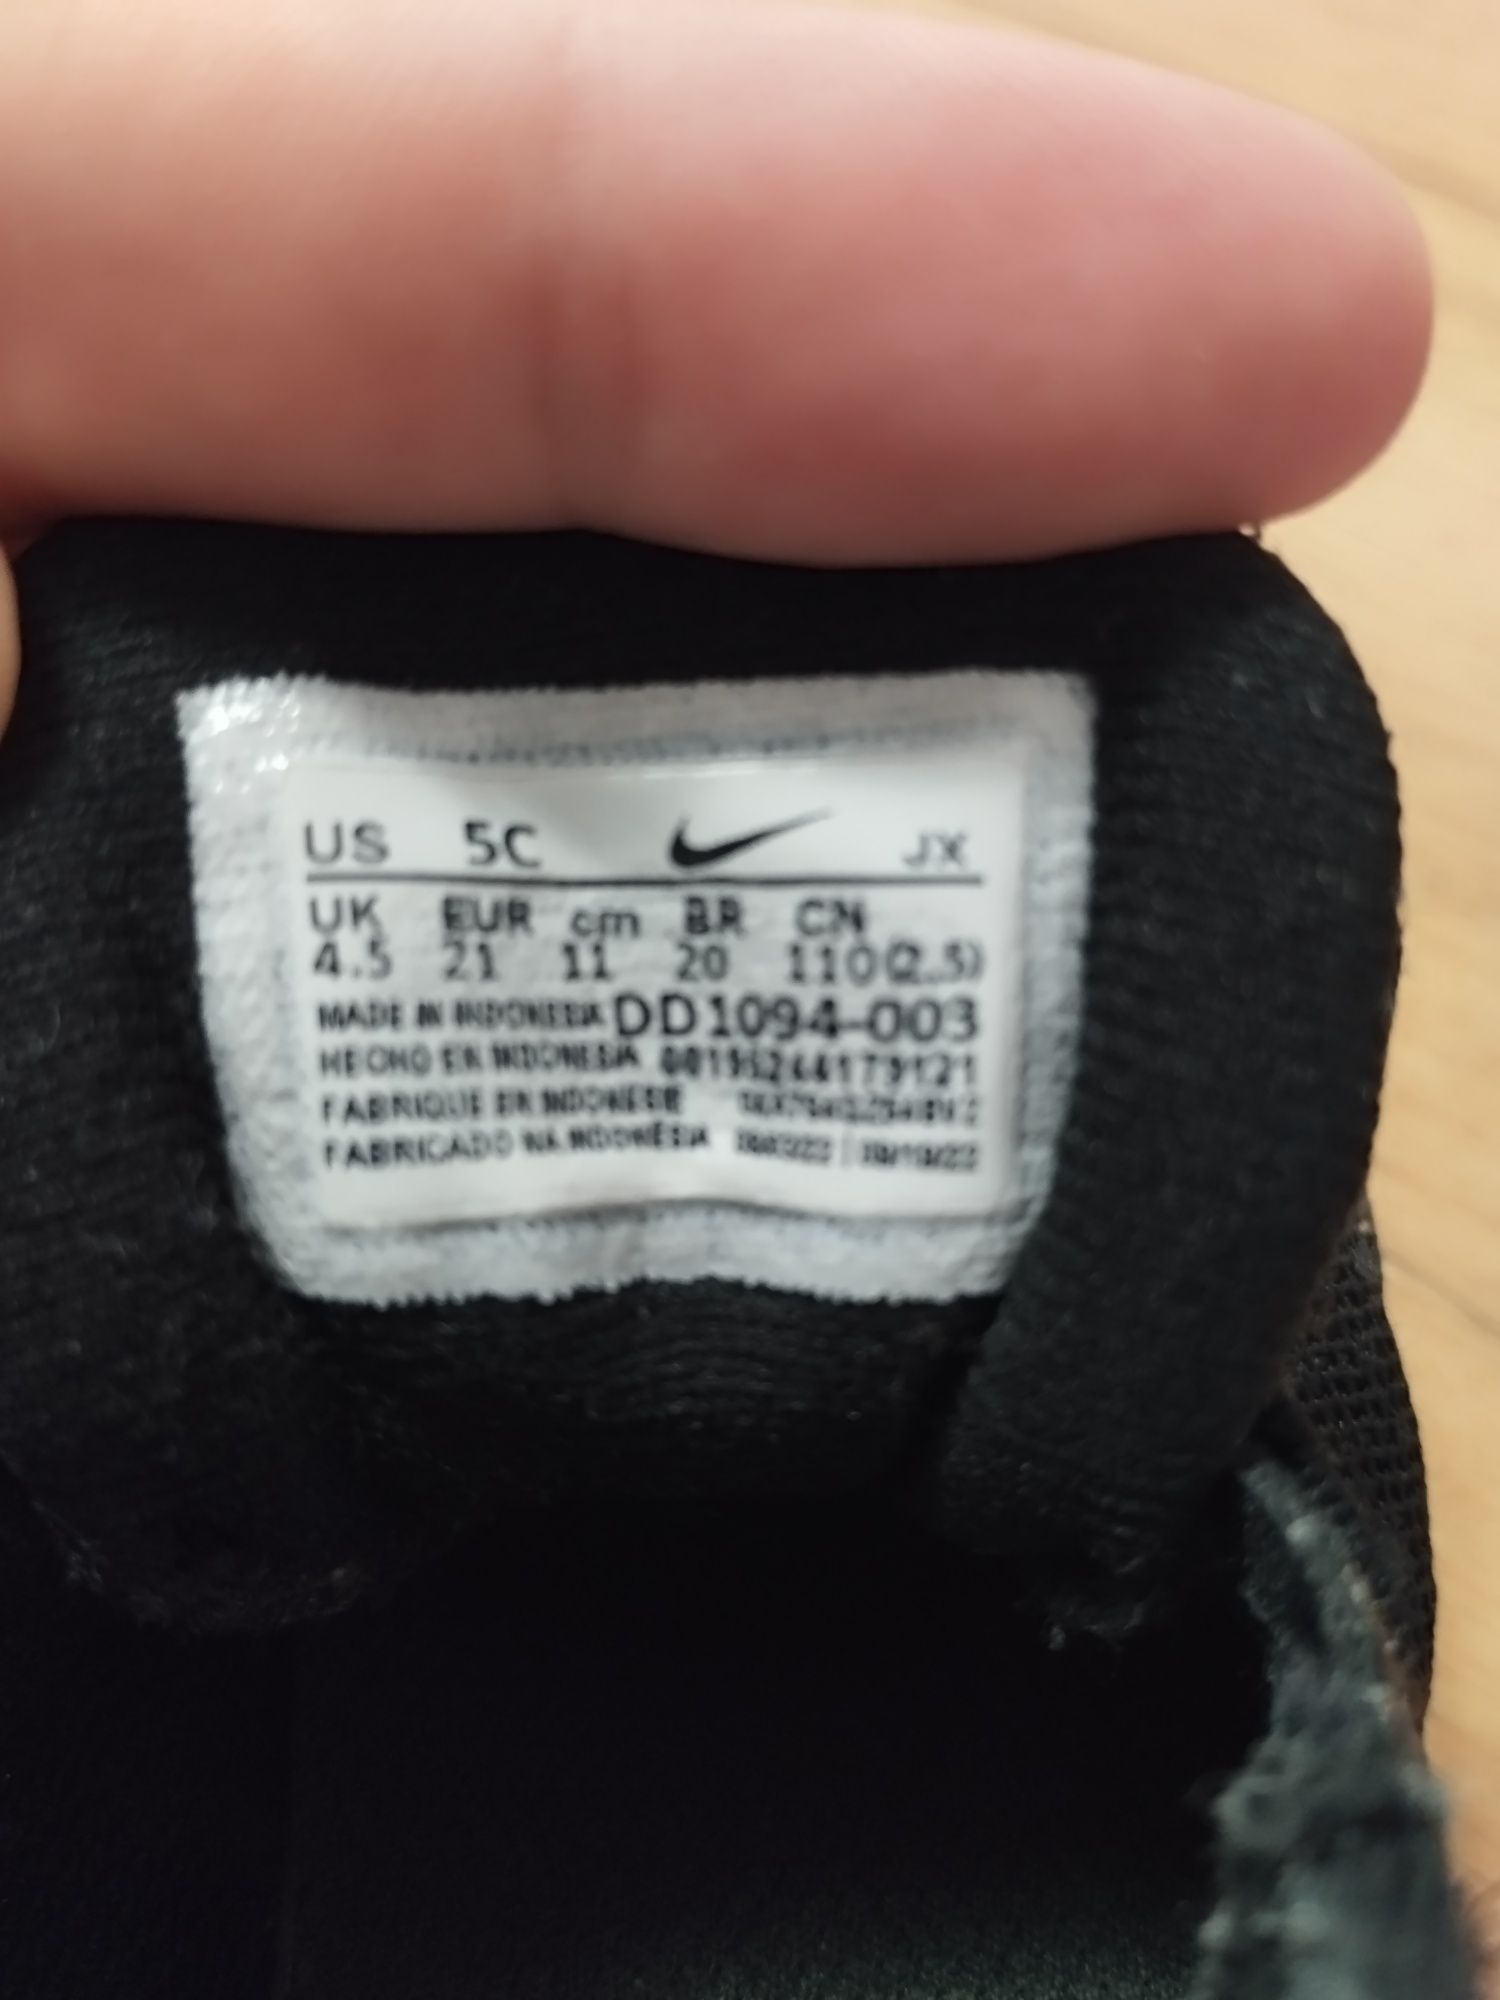 US 5C JX
UK EUR cm BR CN
4.5 21 11 20 110(2.5)
MADE IN INDONESIA DD1094-003
HECHO EN INDONESIA 00195244179121
FABRIQUE EN INDONESIE
FABRICADO NA INDONÉSIA